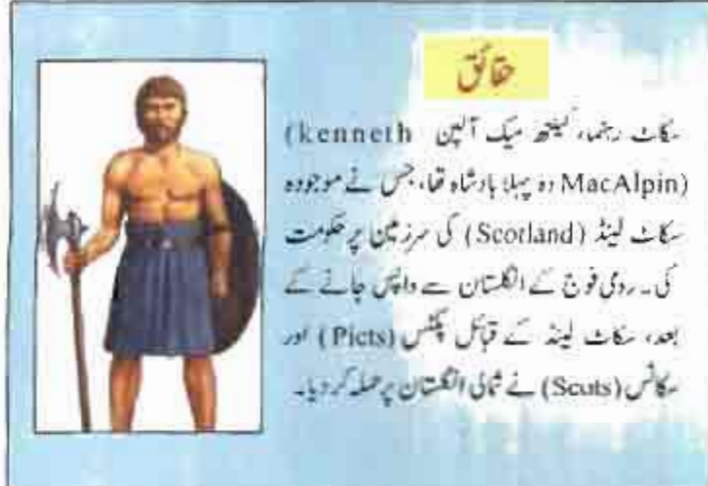 حقائق
سکاٹ رہنما، کینتھ میک آلپن (kenneth
MacAlpin) وہ پہلا بادشاہ تھا، جس نے موجودہ
سکاٹ لینڈ (Scotland) کی سرزمین پر حکومت
کی۔ رومی فوج کے انگلستان سے واپس جانے کے
بعد، سکاٹ لینڈ کے قبائل پکٹس (Picts) اور
سکاٹس (Scuts) نے شمالی انگلستان پر حملہ کر دیا۔